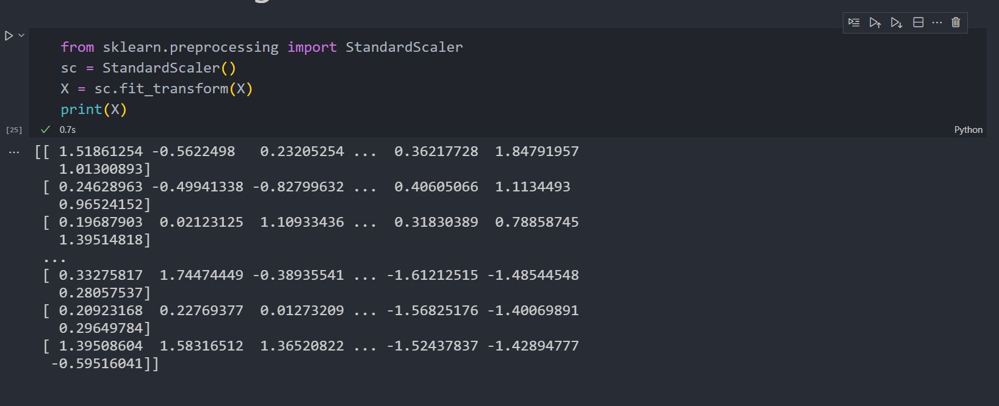 from sklearn.preprocessing import StandardScaler
sc = StandardScaler()
X = sc.fit_transform(X)
print(X)
[25] 0.7s Python
... [[ 1.51861254 -0.5622498   0.23205254 ...  0.36217728  1.84791957
   1.01300893]
 [ 0.24628963 -0.49941338 -0.82799632 ...  0.40605066  1.1134493
   0.96524152]
 [ 0.19687903  0.02123125  1.10933436 ...  0.31830389  0.78858745
   1.39514818]
 ...
 [ 0.33275817  1.74474449 -0.38935541 ... -1.61212515 -1.48544548
   0.28057537]
 [ 0.20923168  0.22769377  0.01273209 ... -1.56825176 -1.40069891
   0.29649784]
 [ 1.39508604  1.58316512  1.36520822 ... -1.52437837 -1.42894777
  -0.59516041]]